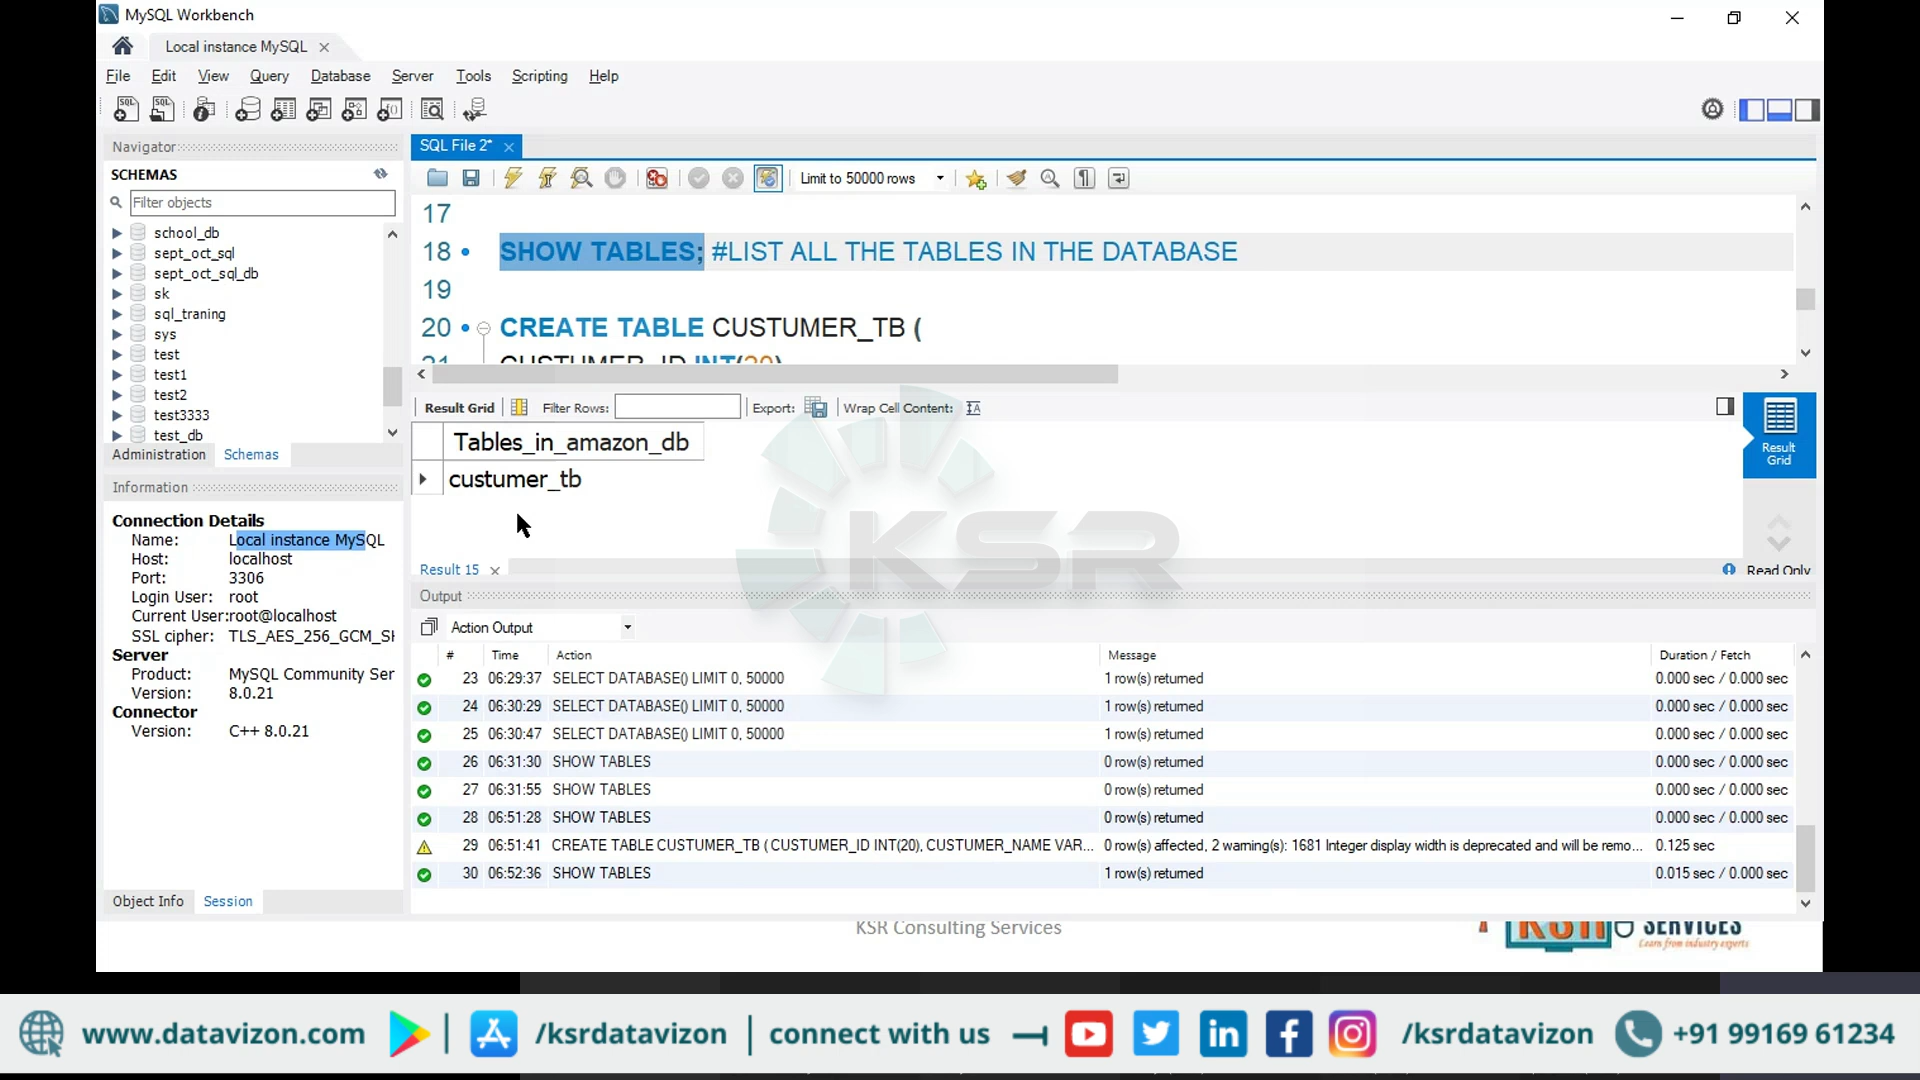 MySQL Workbench
Local instance MySQL
File Edit View Query Database Server Tools Scripting Help
Navigator
SCHEMAS
Filter objects
school_db
sept_oct_sql
sept_oct_sql_db
sk
sql_traning
sys
test
test1
test2
test3333
test_db
Administration Schemas
Information
Connection Details
Name: Local instance MySQL
Host: localhost
Port: 3306
Login User: root
Current User: root@localhost
SSL cipher: TLS_AES_256_GCM_SH
Server
Product: MySQL Community Ser
Version: 8.0.21
Connector
Version: C++ 8.0.21
Object Info Session
SQL File 2*
Limit to 50000 rows
17
18 SHOW TABLES; #LIST ALL THE TABLES IN THE DATABASE
19
20 CREATE TABLE CUSTUMER_TB (
21 CUSTUMER_ID INT(20),
Result Grid Filter Rows: Export: Wrap Cell Content:
Tables_in_amazon_db
custumer_tb
Result Grid
KSR
Result 15
Read Only
Output
Action Output
# Time Action Message Duration / Fetch
23 06:29:37 SELECT DATABASE() LIMIT 0, 50000 1 row(s) returned 0.000 sec / 0.000 sec
24 06:30:29 SELECT DATABASE() LIMIT 0, 50000 1 row(s) returned 0.000 sec / 0.000 sec
25 06:30:47 SELECT DATABASE() LIMIT 0, 50000 1 row(s) returned 0.000 sec / 0.000 sec
26 06:31:30 SHOW TABLES 0 row(s) returned 0.000 sec / 0.000 sec
27 06:31:55 SHOW TABLES 0 row(s) returned 0.000 sec / 0.000 sec
28 06:51:28 SHOW TABLES 0 row(s) returned 0.000 sec / 0.000 sec
29 06:51:41 CREATE TABLE CUSTUMER_TB ( CUSTUMER_ID INT(20), CUSTUMER_NAME VAR... 0 row(s) affected, 2 warning(s): 1681 Integer display width is deprecated and will be remo... 0.125 sec
30 06:52:36 SHOW TABLES 1 row(s) returned 0.015 sec / 0.000 sec
KSR Consulting Services
KSR SERVICES
Learn from industry experts
www.datavizon.com | /ksrdatavizon | connect with us /ksrdatavizon +91 99169 61234